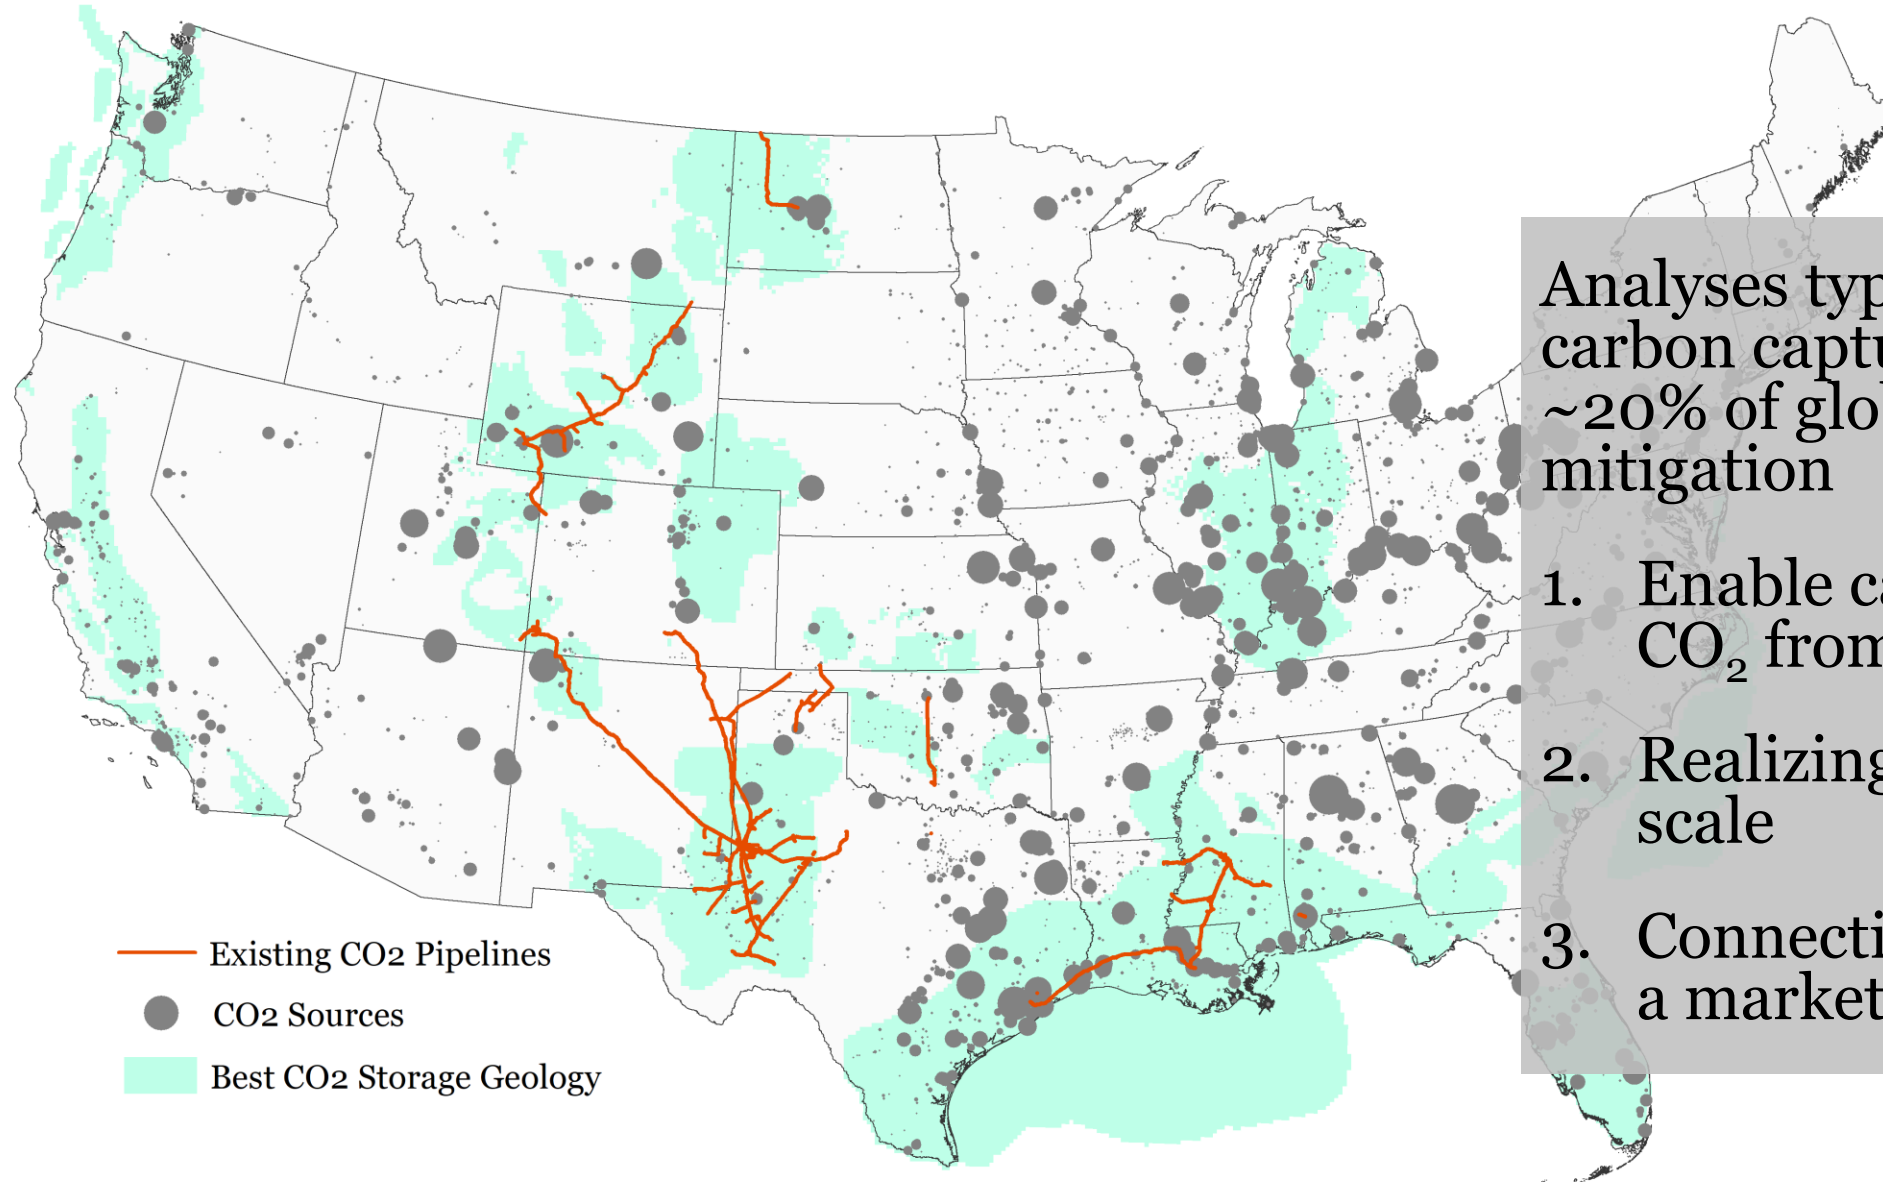 Analyses typ
carbon captu
~20% of glo
mitigation
1. Enable ca
CO₂ from
2. Realizing
scale
3. Connecti
a market
Existing CO2 Pipelines
CO2 Sources
Best CO2 Storage Geology